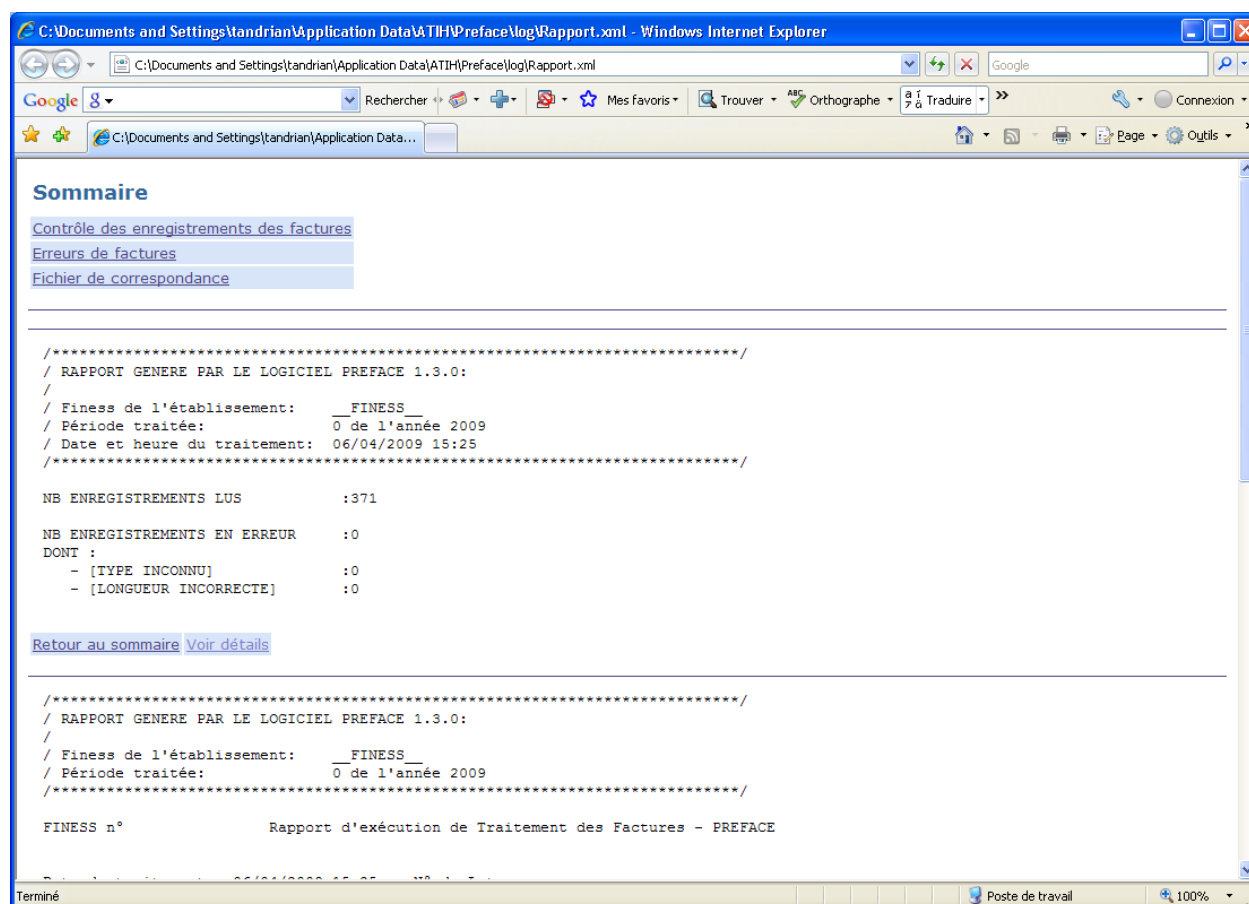 C:\Documents and Settings\tandrian\Application Data\ATIH\Preface\log\Rapport.xml - Windows Internet Explorer
C:\Documents and Settings\tandrian\Application Data\ATIH\Preface\log\Rapport.xml Google
Google Rechercher Mes favoris Trouver ABC Orthographe Traduire » Connexion
C:\Documents and Settings\tandrian\Application Data... Page Outils
Sommaire
Contrôle des enregistrements des factures
Erreurs de factures
Fichier de correspondance
/****************************************************************************/
/ RAPPORT GENERE PAR LE LOGICIEL PREFACE 1.3.0:
/
/ Finess de l'établissement: __FINESS__
/ Période traitée: 0 de l'année 2009
/ Date et heure du traitement: 06/04/2009 15:25
/****************************************************************************/
NB ENREGISTREMENTS LUS :371
NB ENREGISTREMENTS EN ERREUR :0
DONT :
- [TYPE INCONNU] :0
- [LONGUEUR INCORRECTE] :0
Retour au sommaire Voir détails
/****************************************************************************/
/ RAPPORT GENERE PAR LE LOGICIEL PREFACE 1.3.0:
/
/ Finess de l'établissement: __FINESS__
/ Période traitée: 0 de l'année 2009
/****************************************************************************/
FINESS n° Rapport d'exécution de Traitement des Factures - PREFACE
Terminé Poste de travail 100%